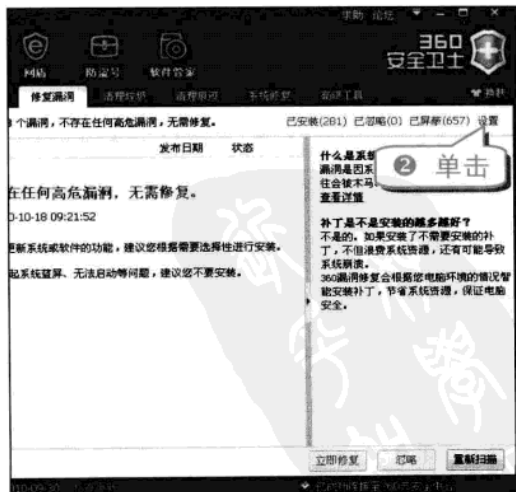 求助 论坛
360
安全卫士
网盾 防盗号 软件管家
修复漏洞 清理垃圾 清理痕迹 系统修复 高级工具 换肤
个漏洞，不存在任何高危漏洞，无需修复。 已安装(281) 已忽略(0) 已屏蔽(657) 设置
发布日期 状态
什么是系统
漏洞是因系
往会被木马
查看详情
❷ 单击
在任何高危漏洞，无需修复。
0-10-18 09:21:52
更新系统或软件的功能，建议您根据需要选择性进行安装。
起系统蓝屏、无法启动等问题，建议您不要安装。
补丁是不是安装的越多越好？
不是的。如果安装了不需要安装的补
丁，不但浪费系统资源，还有可能导致
系统崩溃。
360漏洞修复会根据您电脑环境的情况智
能安装补丁，节省系统资源，保证电脑
安全。
立即修复 忽略 重新扫描